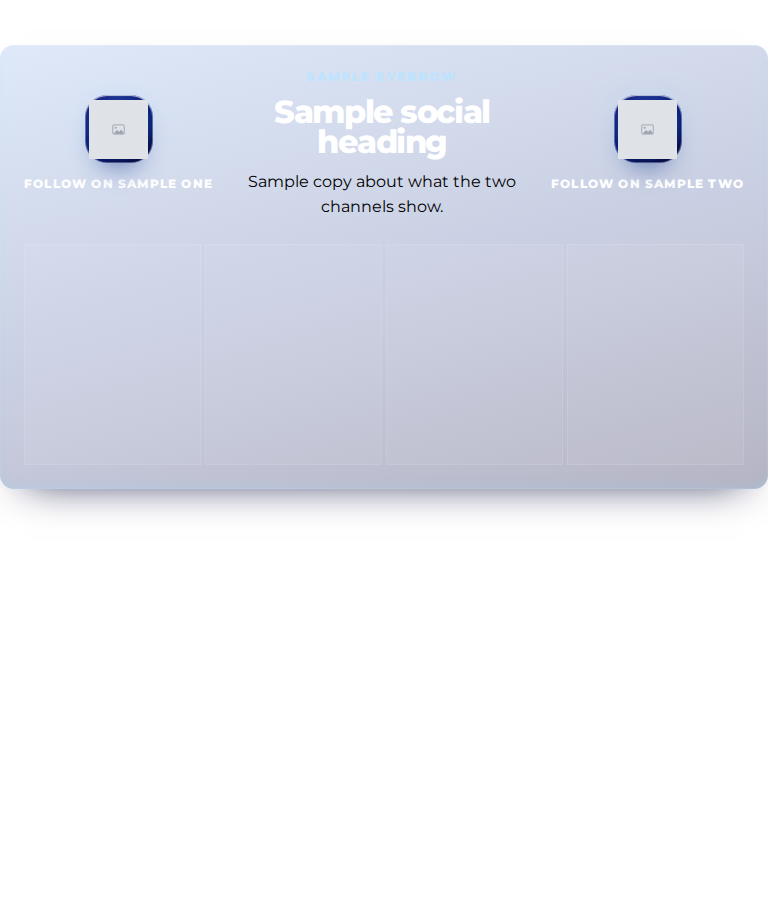 SAMPLE EYEBROW
Sample social
heading
FOLLOW ON SAMPLE ONE
Sample copy about what the two
channels show.
FOLLOW ON SAMPLE TWO